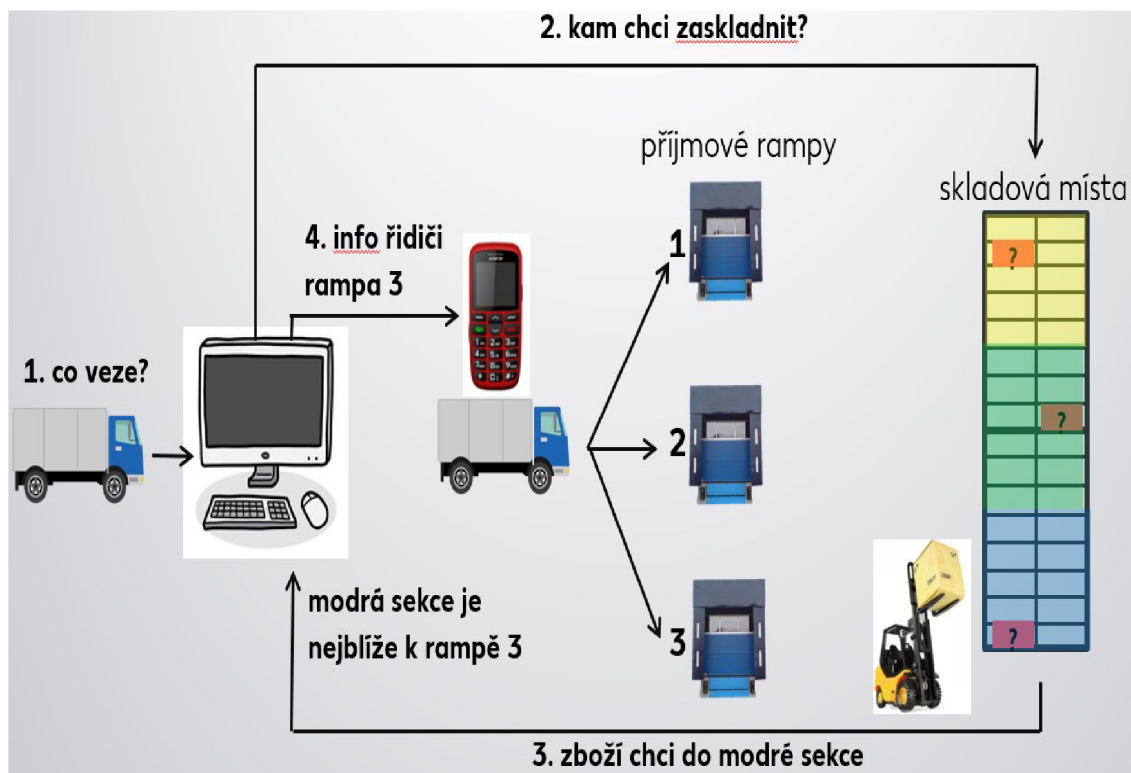 2. kam chci zaskladnit?
příjmové rampy
skladová místa
4. info řidiči
rampa 3
1
?
1. co veze?
2
?
modrá sekce je
nejblíže k rampě 3
3
?
3. zboží chci do modré sekce